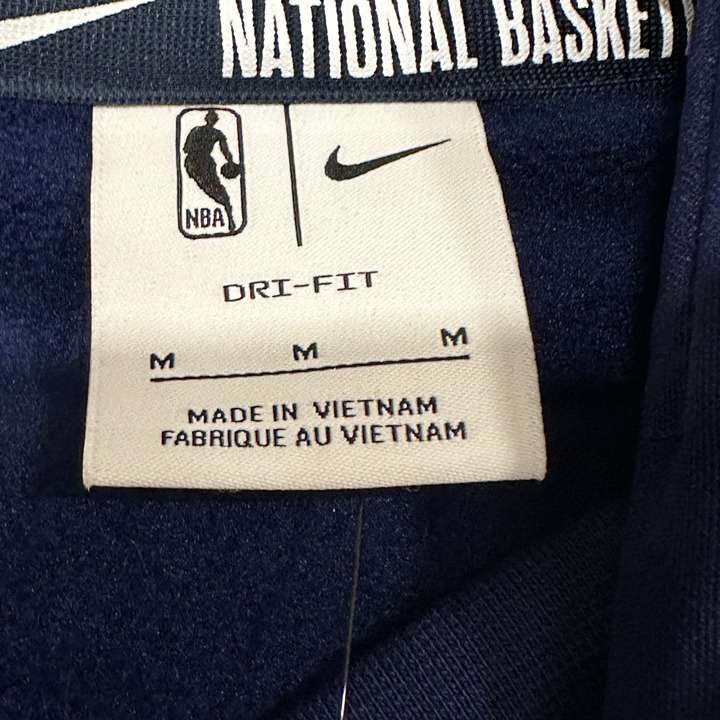 NATIONAL BASKET
NBA
DRI-FIT
M M M
MADE IN VIETNAM
FABRIQUE AU VIETNAM